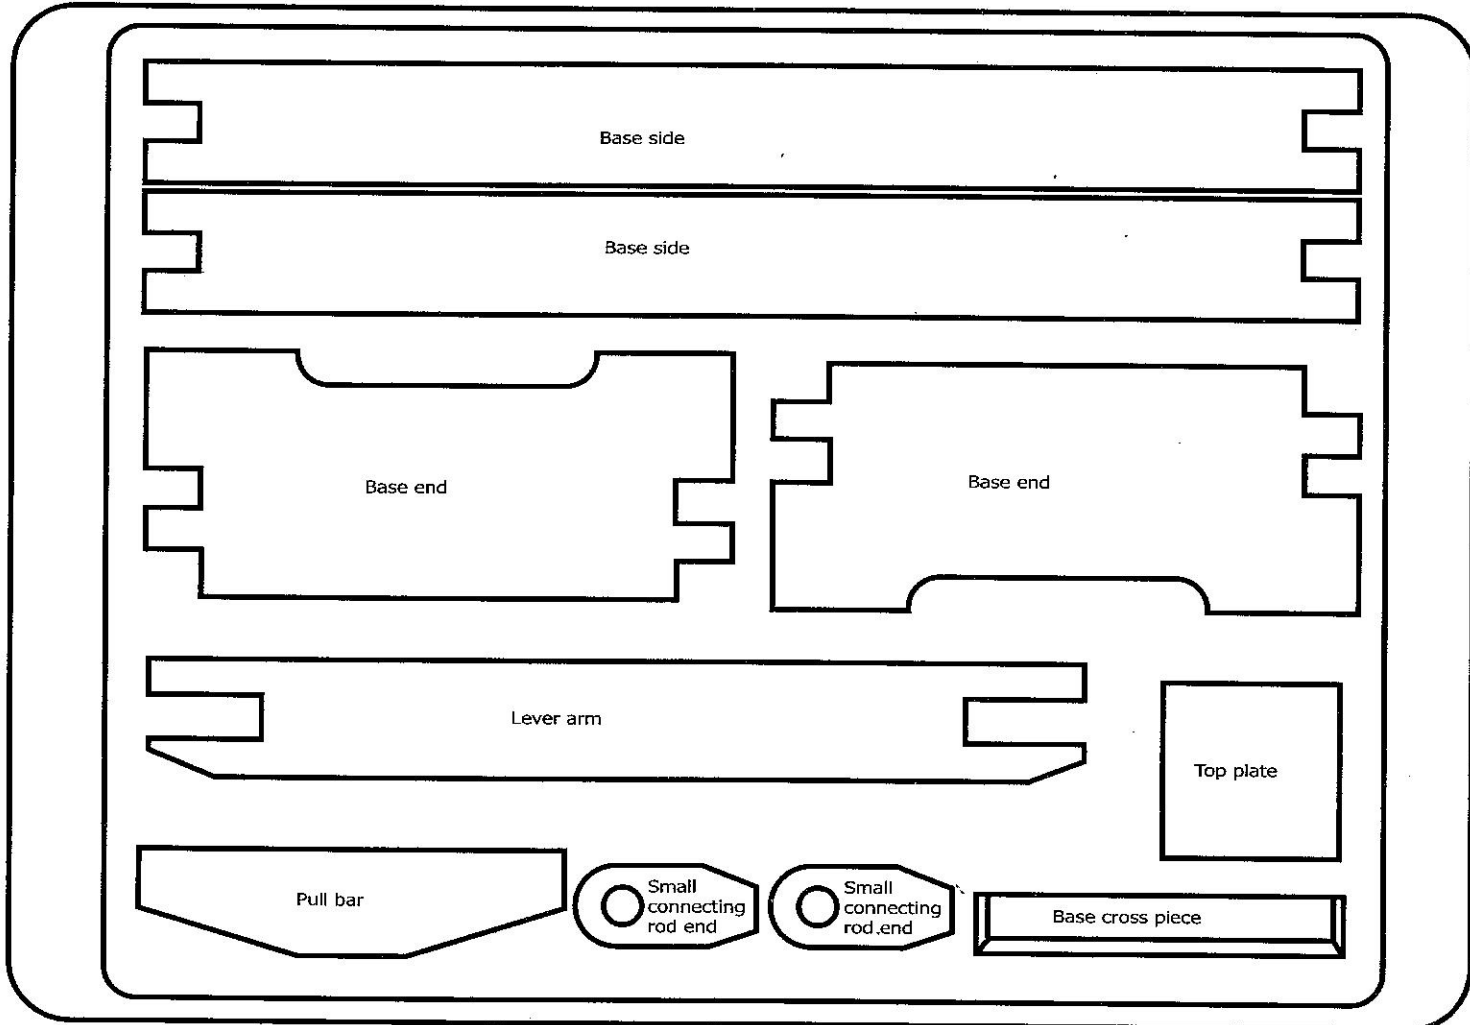 Base side
Base side
Base end
Base end
Lever arm
Top plate
Pull bar
Small
connecting
rod end
Small
connecting
rod end
Base cross piece